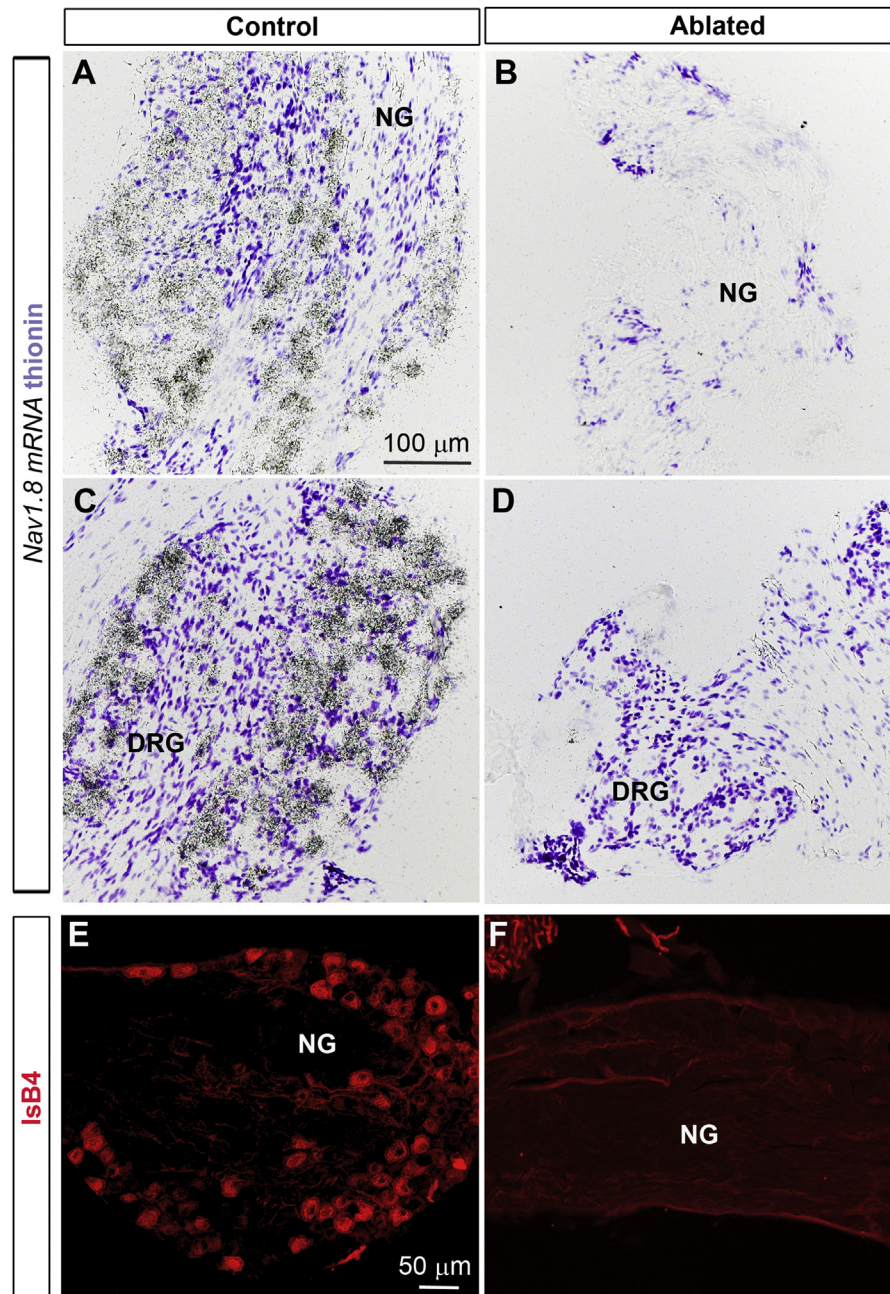 Control
Ablated
Nav1.8 mRNA thionin
A
NG
100 μm
B
NG
C
DRG
D
DRG
IsB4
E
NG
50 μm
F
NG